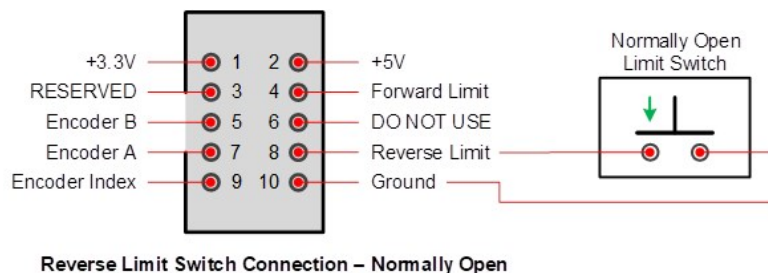 +3.3V 1 2 +5V
RESERVED 3 4 Forward Limit
Encoder B 5 6 DO NOT USE
Encoder A 7 8 Reverse Limit
Encoder Index 9 10 Ground
Normally Open
Limit Switch
Reverse Limit Switch Connection – Normally Open